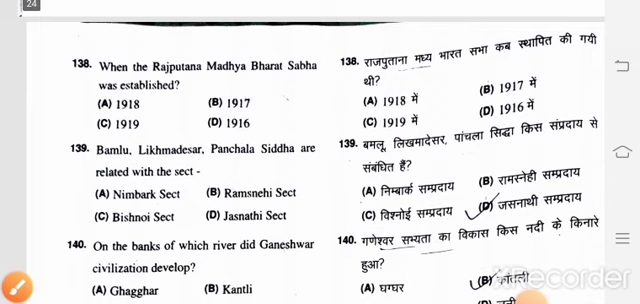 24
138. When the Rajputana Madhya Bharat Sabha
was established?
(A) 1918 (B) 1917
(C) 1919 (D) 1916
139. Bamlu, Likhmadesar, Panchala Siddha are
related with the sect -
(A) Nimbark Sect (B) Ramsnehi Sect
(C) Bishnoi Sect (D) Jasnathi Sect
140. On the banks of which river did Ganeshwar
civilization develop?
(A) Ghagghar (B) Kantli
138. राजपुताना मध्य भारत सभा कब स्थापित की गयी
थी?
(A) 1918 में (B) 1917 में
(C) 1919 में (D) 1916 में
139. बमलू, लिखमादेसर, पांचला सिद्धा किस संप्रदाय से
संबंधित हैं?
(A) निम्बार्क सम्प्रदाय (B) रामस्नेही सम्प्रदाय
(C) विश्नोई सम्प्रदाय (D) जसनाथी सम्प्रदाय
140. गणेश्वर सभ्यता का विकास किस नदी के किनारे
हुआ?
(A) घग्घर (B) कांतली
XRecorder